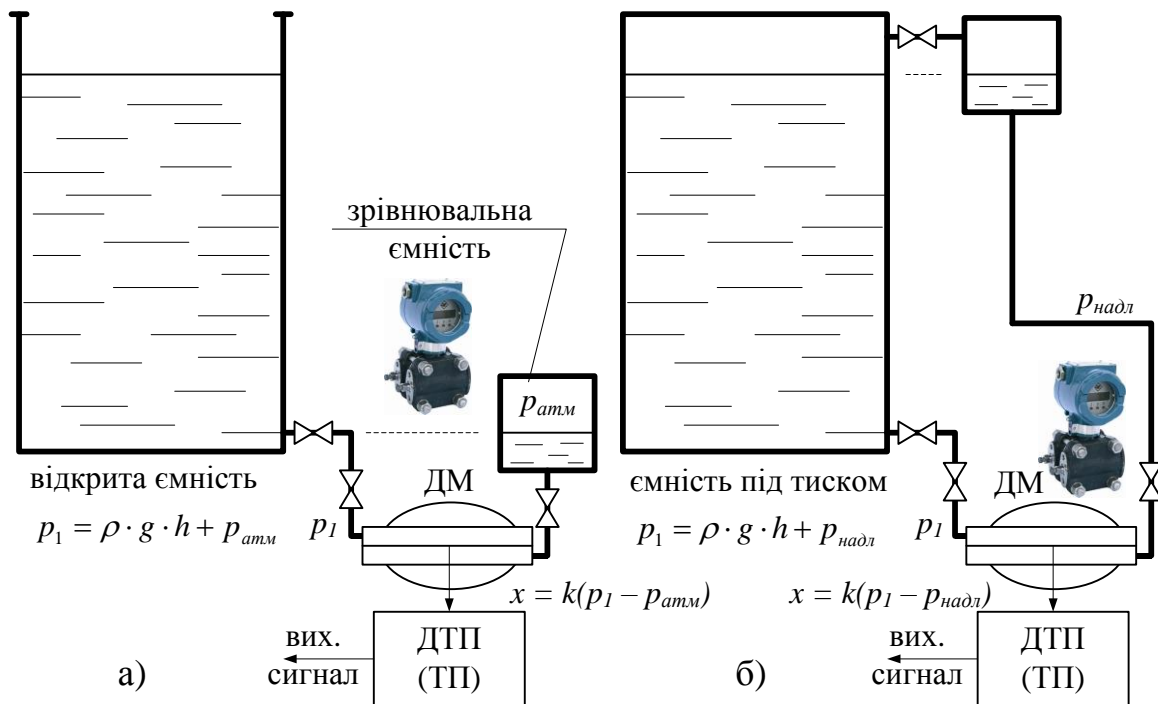 зрівнювальна
ємність
p_атм
відкрита ємність
p₁ = ρ · g · h + p_атм
p₁
ДМ
x = k(p₁ – p_атм)
вих.
сигнал
ДТП
(ТП)
а)
p_надл
ємність під тиском
p₁ = ρ · g · h + p_надл
p₁
ДМ
x = k(p₁ – p_надл)
вих.
сигнал
ДТП
(ТП)
б)